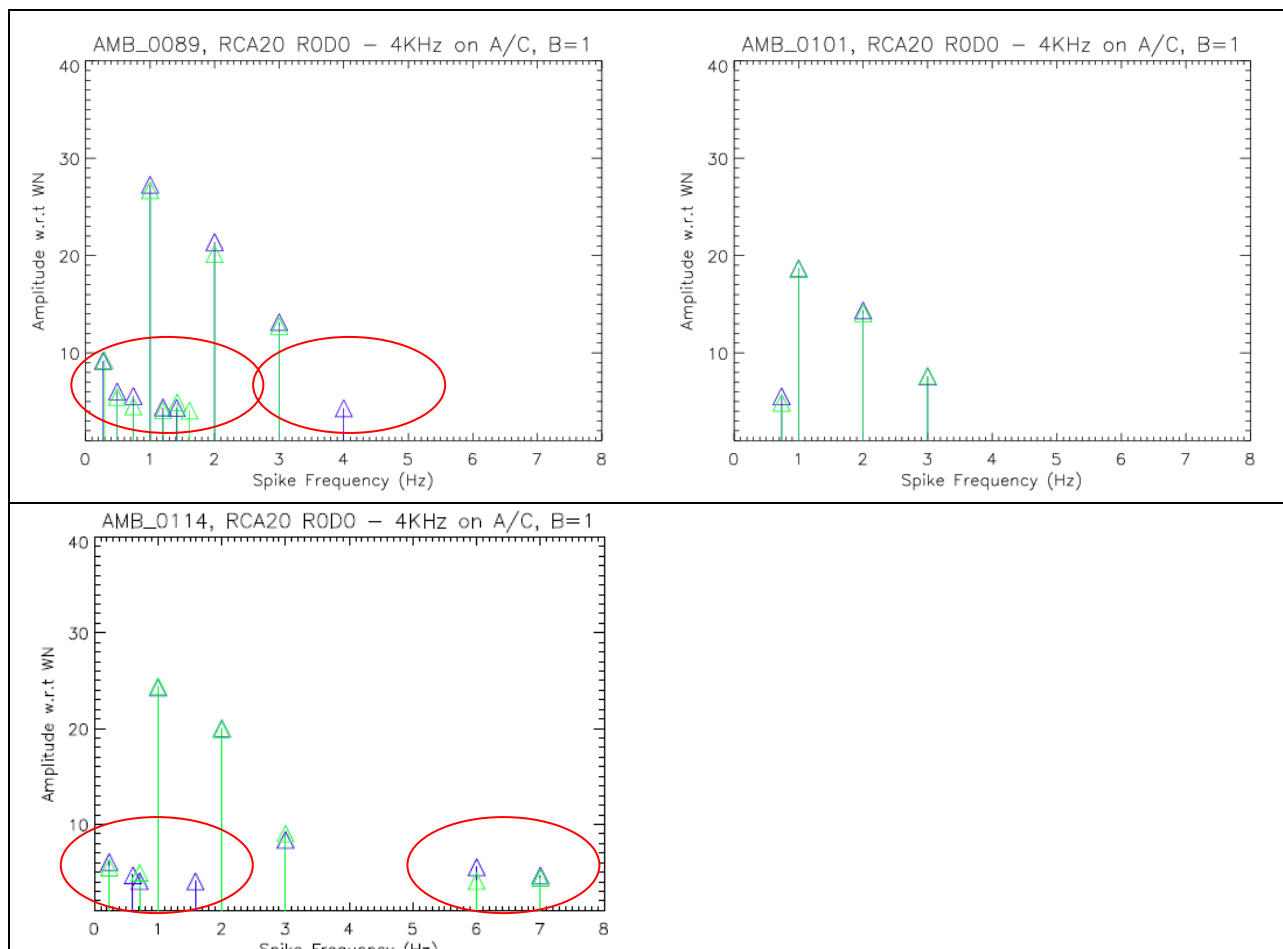 AMB_0089, RCA20 R0D0 – 4KHz on A/C, B=1
40
30
20
10
Amplitude w.r.t WN
0 1 2 3 4 5 6 7 8
Spike Frequency (Hz)
AMB_0101, RCA20 R0D0 – 4KHz on A/C, B=1
40
30
20
10
Amplitude w.r.t WN
0 1 2 3 4 5 6 7 8
Spike Frequency (Hz)
AMB_0114, RCA20 R0D0 – 4KHz on A/C, B=1
40
30
20
10
Amplitude w.r.t WN
0 1 2 3 4 5 6 7 8
Spike Frequency (Hz)